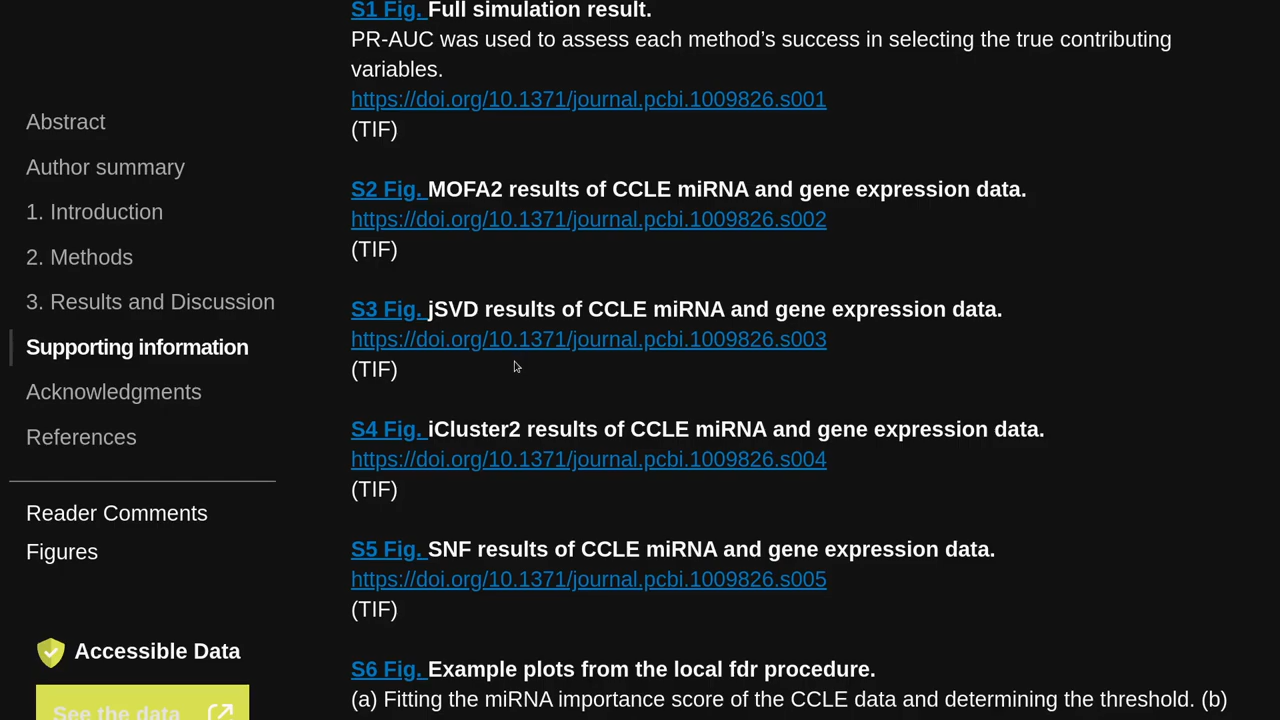 S1 Fig. Full simulation result.
PR-AUC was used to assess each method’s success in selecting the true contributing
variables.
https://doi.org/10.1371/journal.pcbi.1009826.s001
(TIF)
S2 Fig. MOFA2 results of CCLE miRNA and gene expression data.
https://doi.org/10.1371/journal.pcbi.1009826.s002
(TIF)
S3 Fig. jSVD results of CCLE miRNA and gene expression data.
https://doi.org/10.1371/journal.pcbi.1009826.s003
(TIF)
S4 Fig. iCluster2 results of CCLE miRNA and gene expression data.
https://doi.org/10.1371/journal.pcbi.1009826.s004
(TIF)
S5 Fig. SNF results of CCLE miRNA and gene expression data.
https://doi.org/10.1371/journal.pcbi.1009826.s005
(TIF)
S6 Fig. Example plots from the local fdr procedure.
(a) Fitting the miRNA importance score of the CCLE data and determining the threshold. (b)
Abstract
Author summary
1. Introduction
2. Methods
3. Results and Discussion
Supporting information
Acknowledgments
References
Reader Comments
Figures
Accessible Data
See the data